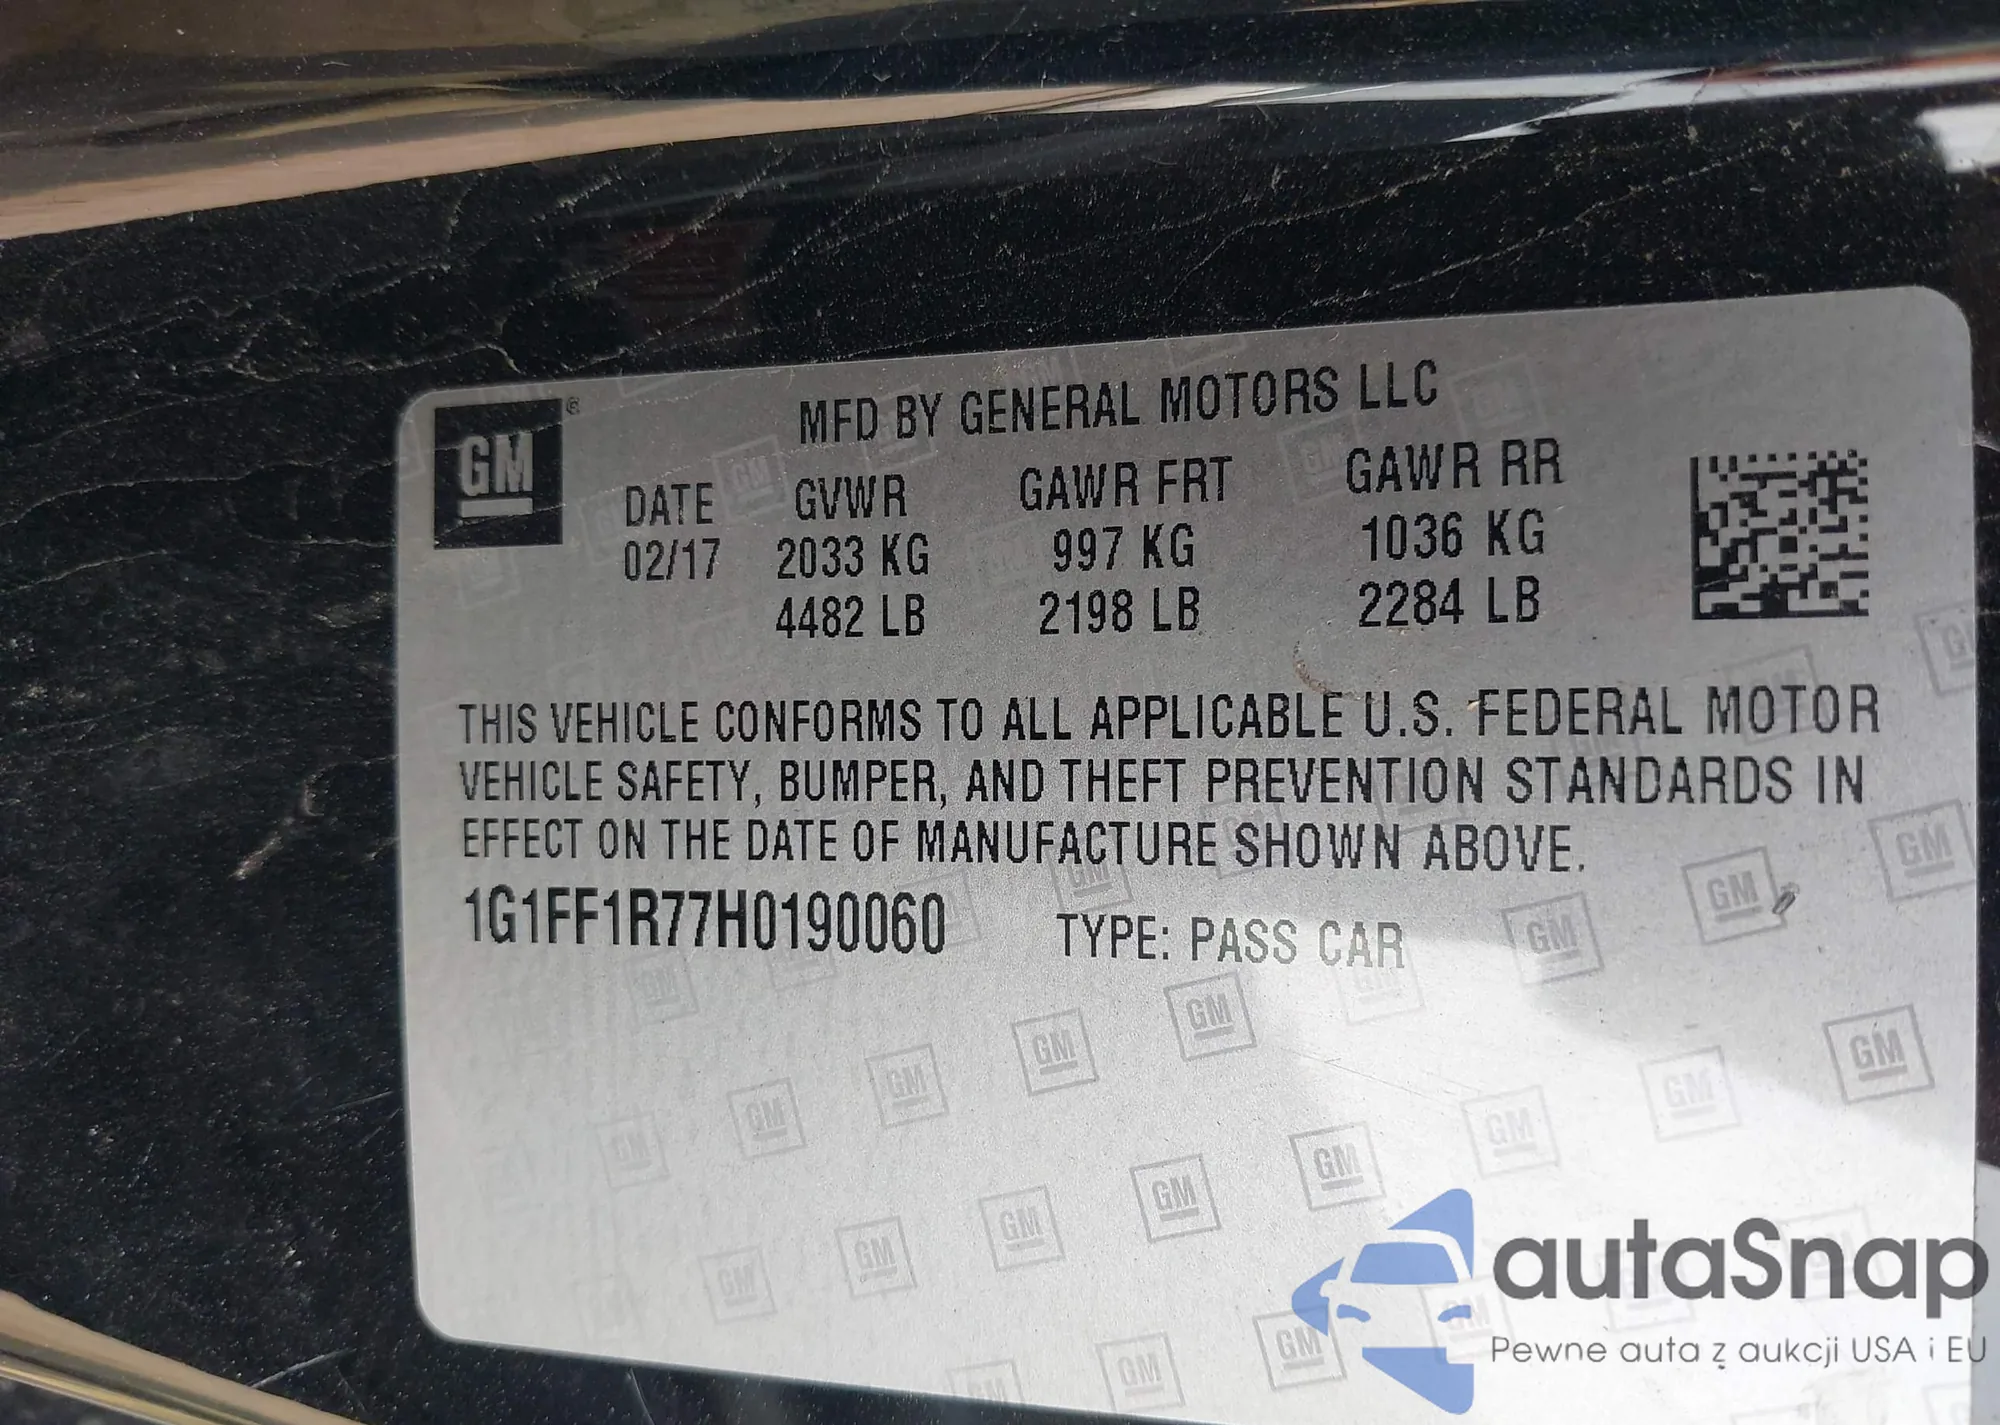 GM®
MFD BY GENERAL MOTORS LLC
DATE GVWR GAWR FRT GAWR RR
02/17 2033 KG 997 KG 1036 KG
4482 LB 2198 LB 2284 LB
THIS VEHICLE CONFORMS TO ALL APPLICABLE U.S. FEDERAL MOTOR
VEHICLE SAFETY, BUMPER, AND THEFT PREVENTION STANDARDS IN
EFFECT ON THE DATE OF MANUFACTURE SHOWN ABOVE.
1G1FF1R77H0190060 TYPE: PASS CAR
autaSnap
Pewne auta z aukcji USA i EU